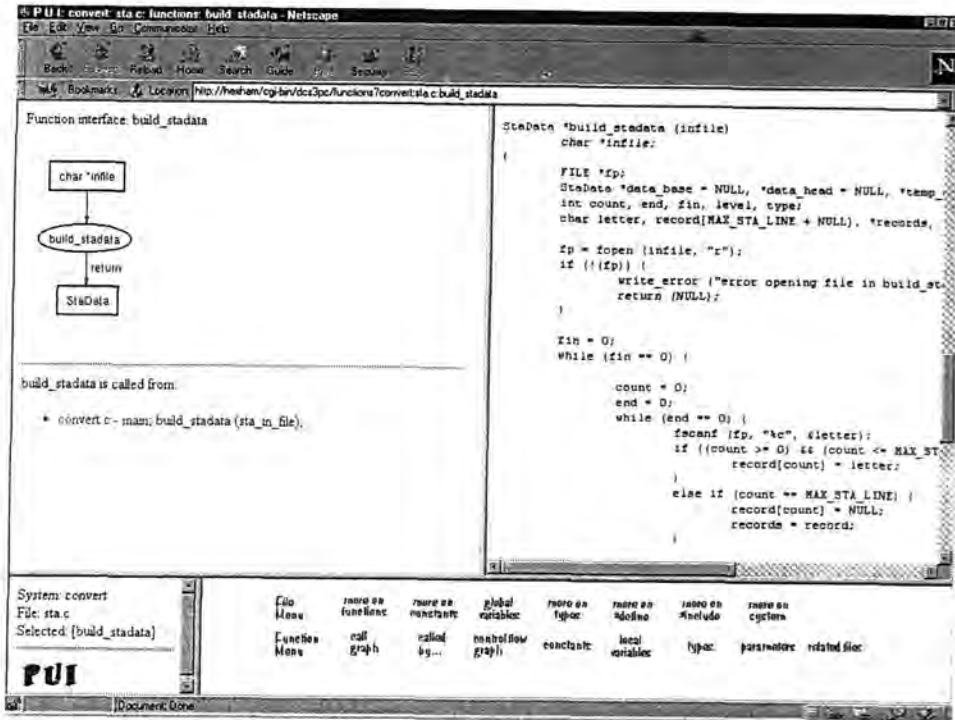 P U I: convert: sta.c: functions: build_stadata - Netscape
File Edit View Go Communicator Help
Back Forward Reload Home Search Guide Print Security
Bookmarks Location: http://hexham/cgi-bin/dcs3pc/functions?convert:sta.c:build_stadata
Function interface: build_stadata
char *infile
build_stadata
return
StaData
build_stadata is called from:
convert.c - main; build_stadata (sta_in_file);
StaData *build_stadata (infile)
char *infile;
{
FILE *fp;
StaData *data_base = NULL, *data_head = NULL, *temp_
int count, end, fin, level, type;
char letter, record[MAX_STA_LINE + NULL), *records,
fp = fopen (infile, "r");
if (!(fp)) {
write_error ("error opening file in build_sta
return (NULL);
}
fin = 0;
while (fin == 0) {
count = 0;
end = 0;
while (end == 0) {
fscanf (fp, "%c", &letter);
if ((count >= 0) && (count <= MAX_ST
record[count] = letter;
}
else if (count == MAX_STA_LINE) {
record[count] = NULL;
records = record;
}
System: convert
File: sta.c
Selected: [build_stadata]
PUI
File Menu
more on functions
more on constants
global variables
more on types
more on #define
more on #include
more on system
Function Menu
call graph
called by...
control flow graph
constants
local variables
types
parameters
related files
Document: Done